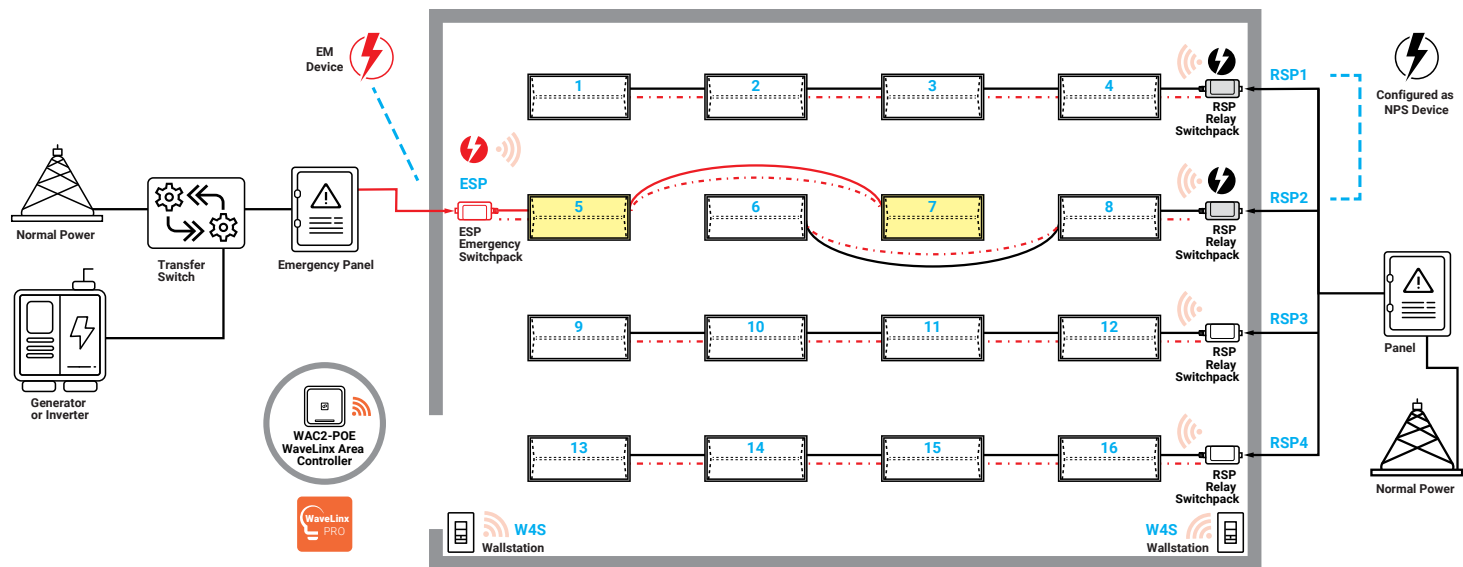 EM
Device
1
2
3
4
RSP1
RSP
Relay
Switchpack
Configured as
NPS Device
Normal Power
Transfer
Switch
Emergency Panel
ESP
ESP
Emergency
Switchpack
5
6
7
8
RSP2
RSP
Relay
Switchpack
Generator
or Inverter
9
10
11
12
RSP3
RSP
Relay
Switchpack
Panel
WAC2-POE
WaveLinx Area
Controller
13
14
15
16
RSP4
RSP
Relay
Switchpack
Normal Power
WaveLinx
PRO
W4S
Wallstation
W4S
Wallstation